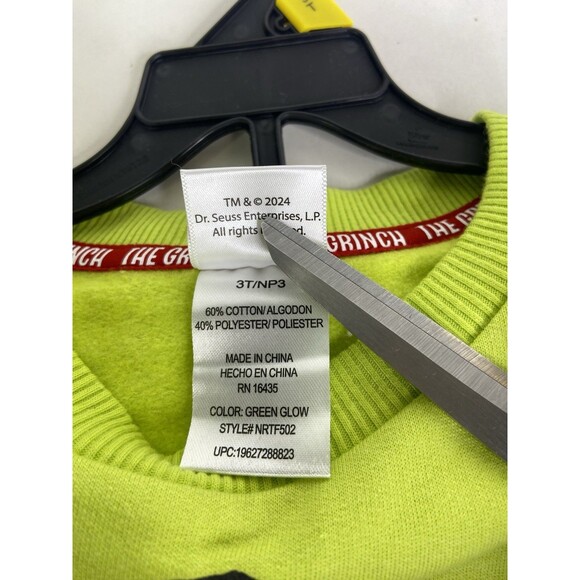 TM & © 2024
Dr. Seuss Enterprises, L.P.
All rights
GRINCH THE GRINCH THE
3T/NP3
60% COTTON/ ALGODON
40% POLYESTER/ POLIESTER
MADE IN CHINA
HECHO EN CHINA
RN 16435
COLOR: GREEN GLOW
STYLE# NRTF502
UPC:19627288823